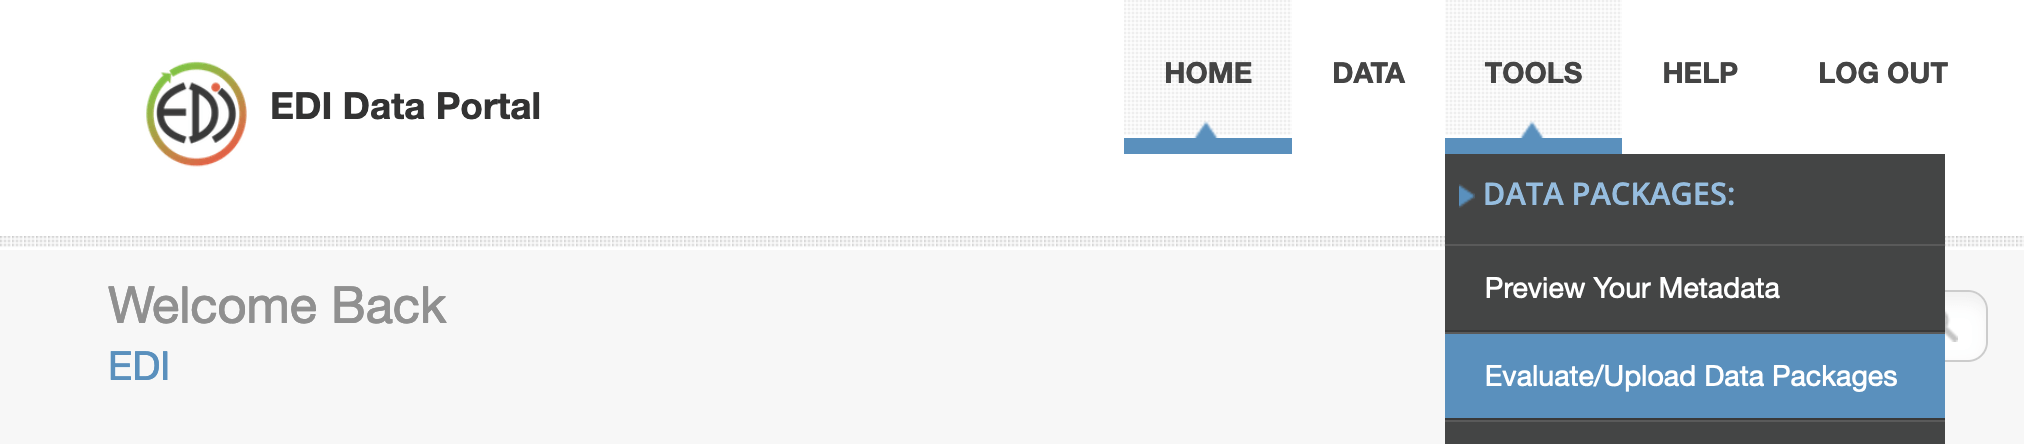 EDI
EDI Data Portal
HOME
DATA
TOOLS
HELP
LOG OUT
DATA PACKAGES:
Preview Your Metadata
Evaluate/Upload Data Packages
Welcome Back
EDI